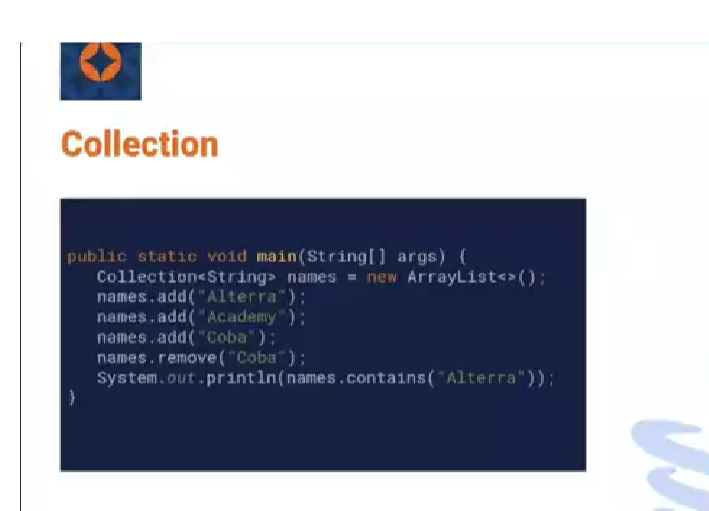 Collection
public static void main(String[] args) {
Collection<String> names = new ArrayList<>();
names.add("Alterra");
names.add("Academy");
names.add("Coba");
names.remove("Coba");
System.out.println(names.contains("Alterra"));
}